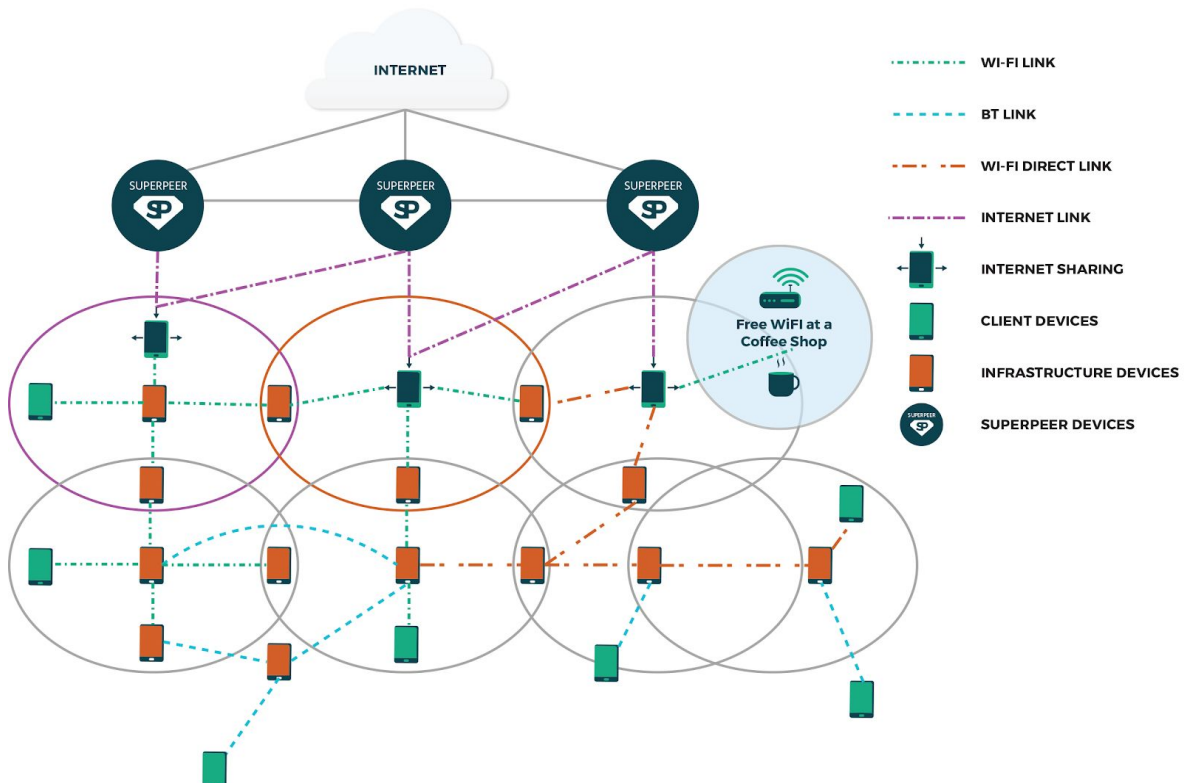 INTERNET
SUPERPEER
SP
SUPERPEER
SP
SUPERPEER
SP
Free WiFI at a
Coffee Shop
WI-FI LINK
BT LINK
WI-FI DIRECT LINK
INTERNET LINK
INTERNET SHARING
CLIENT DEVICES
INFRASTRUCTURE DEVICES
SUPERPEER
SP
SUPERPEER DEVICES